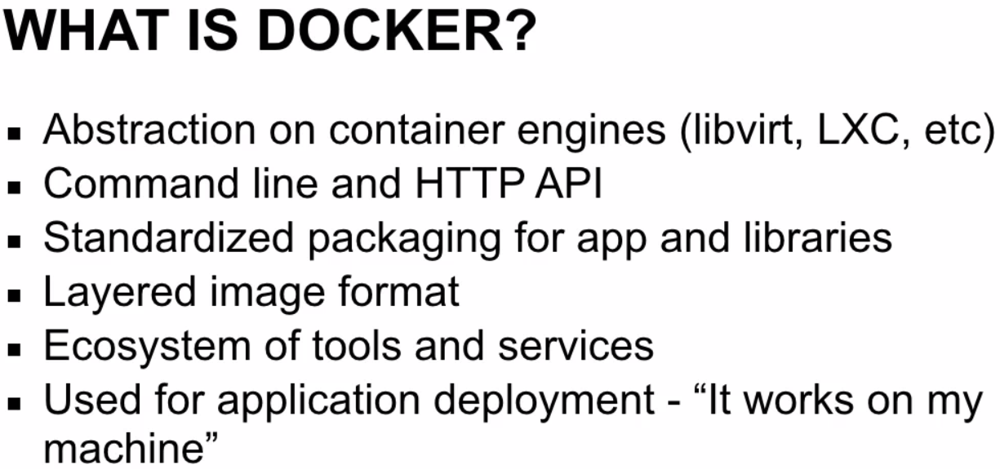 WHAT IS DOCKER?
▪ Abstraction on container engines (libvirt, LXC, etc)
▪ Command line and HTTP API
▪ Standardized packaging for app and libraries
▪ Layered image format
▪ Ecosystem of tools and services
▪ Used for application deployment - “It works on my
machine”